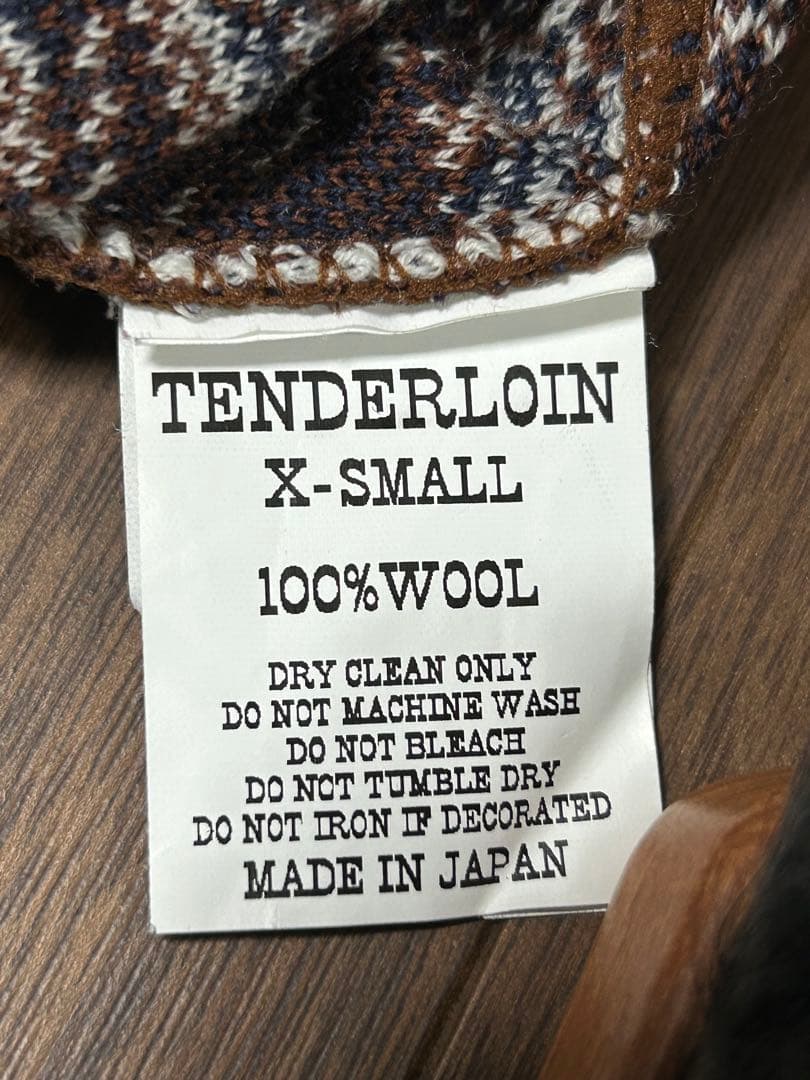 TENDERLOIN
X-SMALL
100%WOOL
DRY CLEAN ONLY
DO NOT MACHINE WASH
DO NOT BLEACH
DO NOT TUMBLE DRY
DO NOT IRON IF DECORATED
MADE IN JAPAN